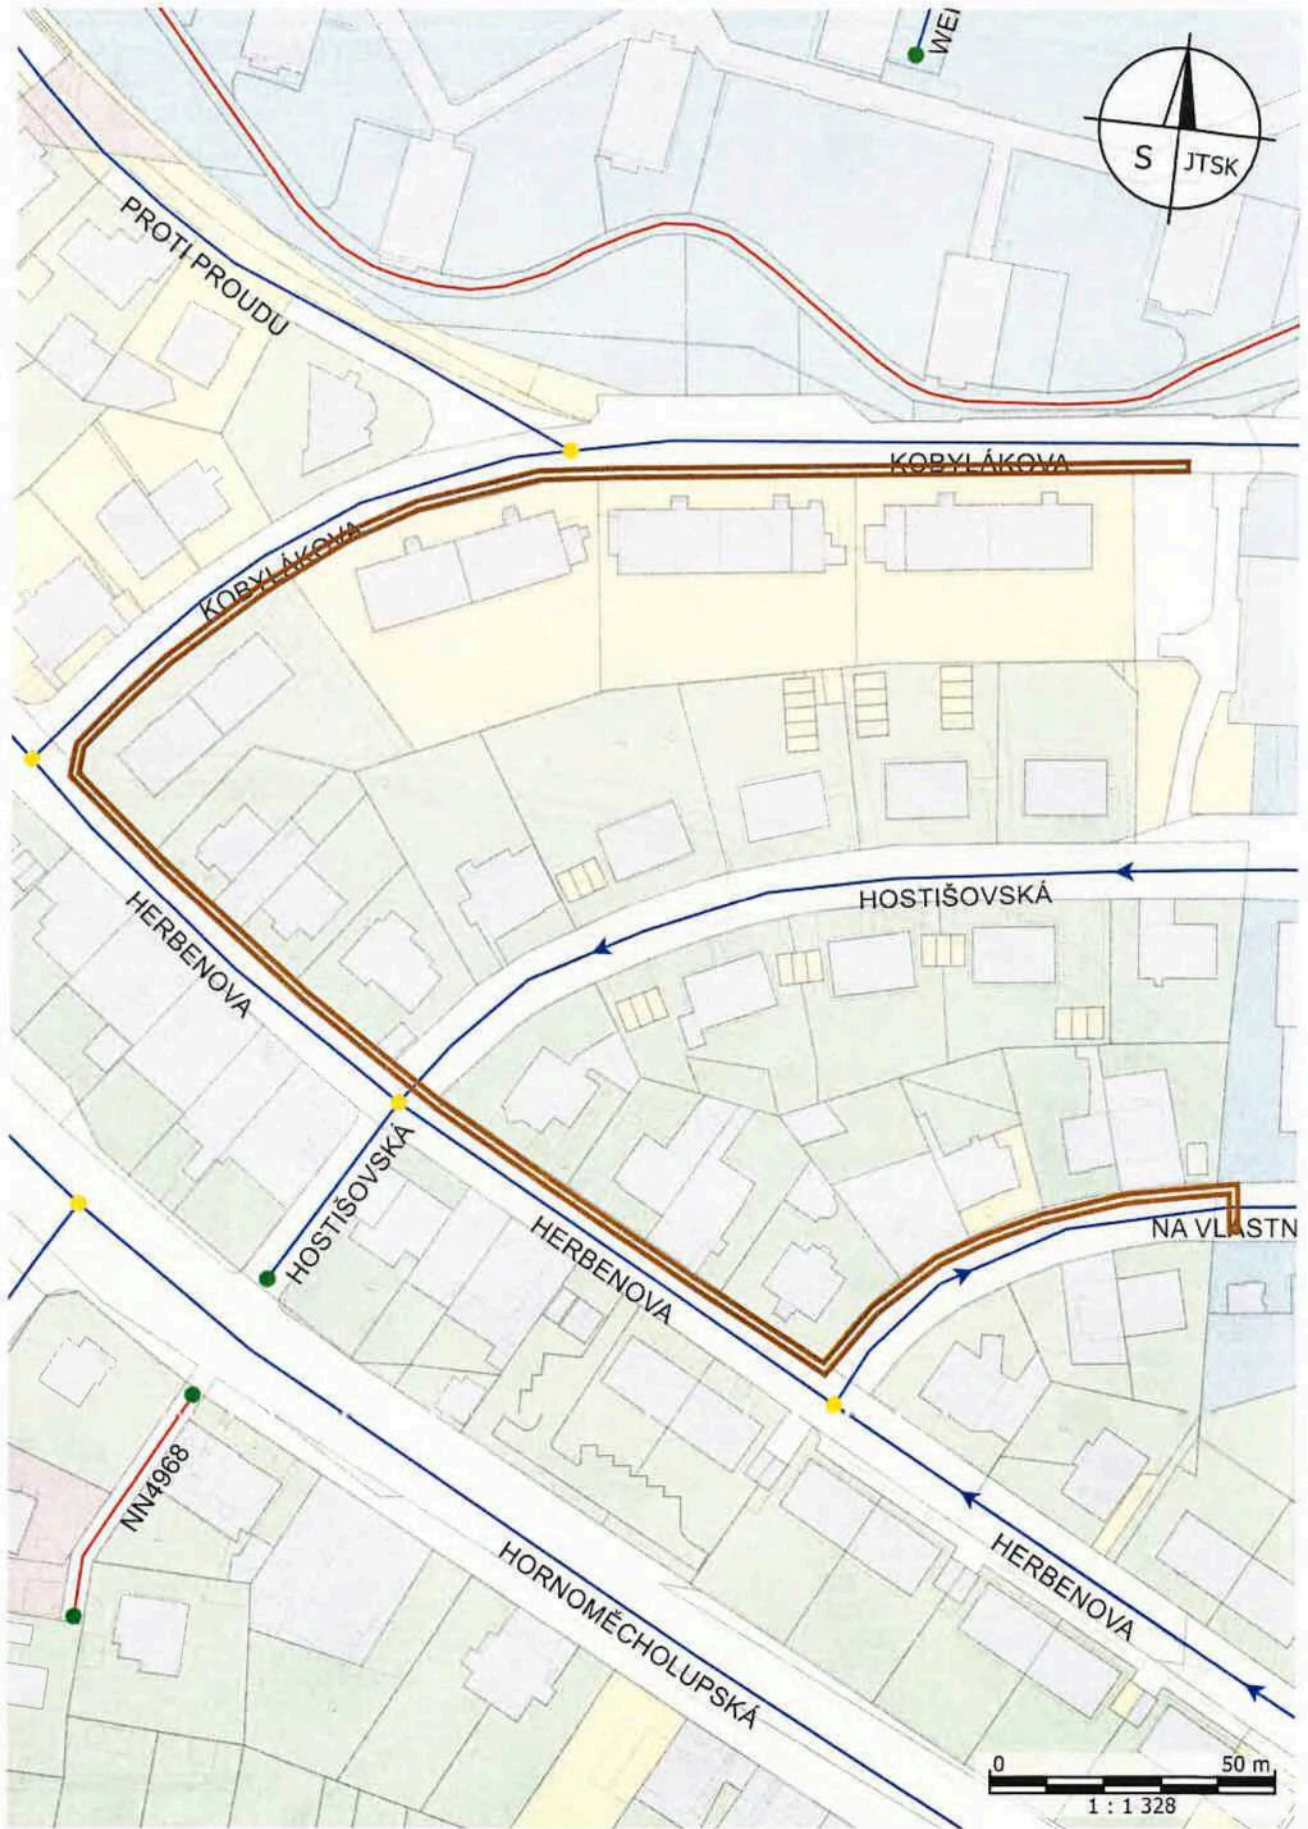 WEI
S JTSK
PROTI PROUDU
KOBYLÁKOVA
KOBYLÁKOVA
HOSTIŠOVSKÁ
HERBENOVA
HOSTIŠOVSKÁ
HERBENOVA
NA VLASTN
NN4968
HERBENOVA
HORNOMĚCHOLUPSKÁ
0 50 m
1 : 1 328